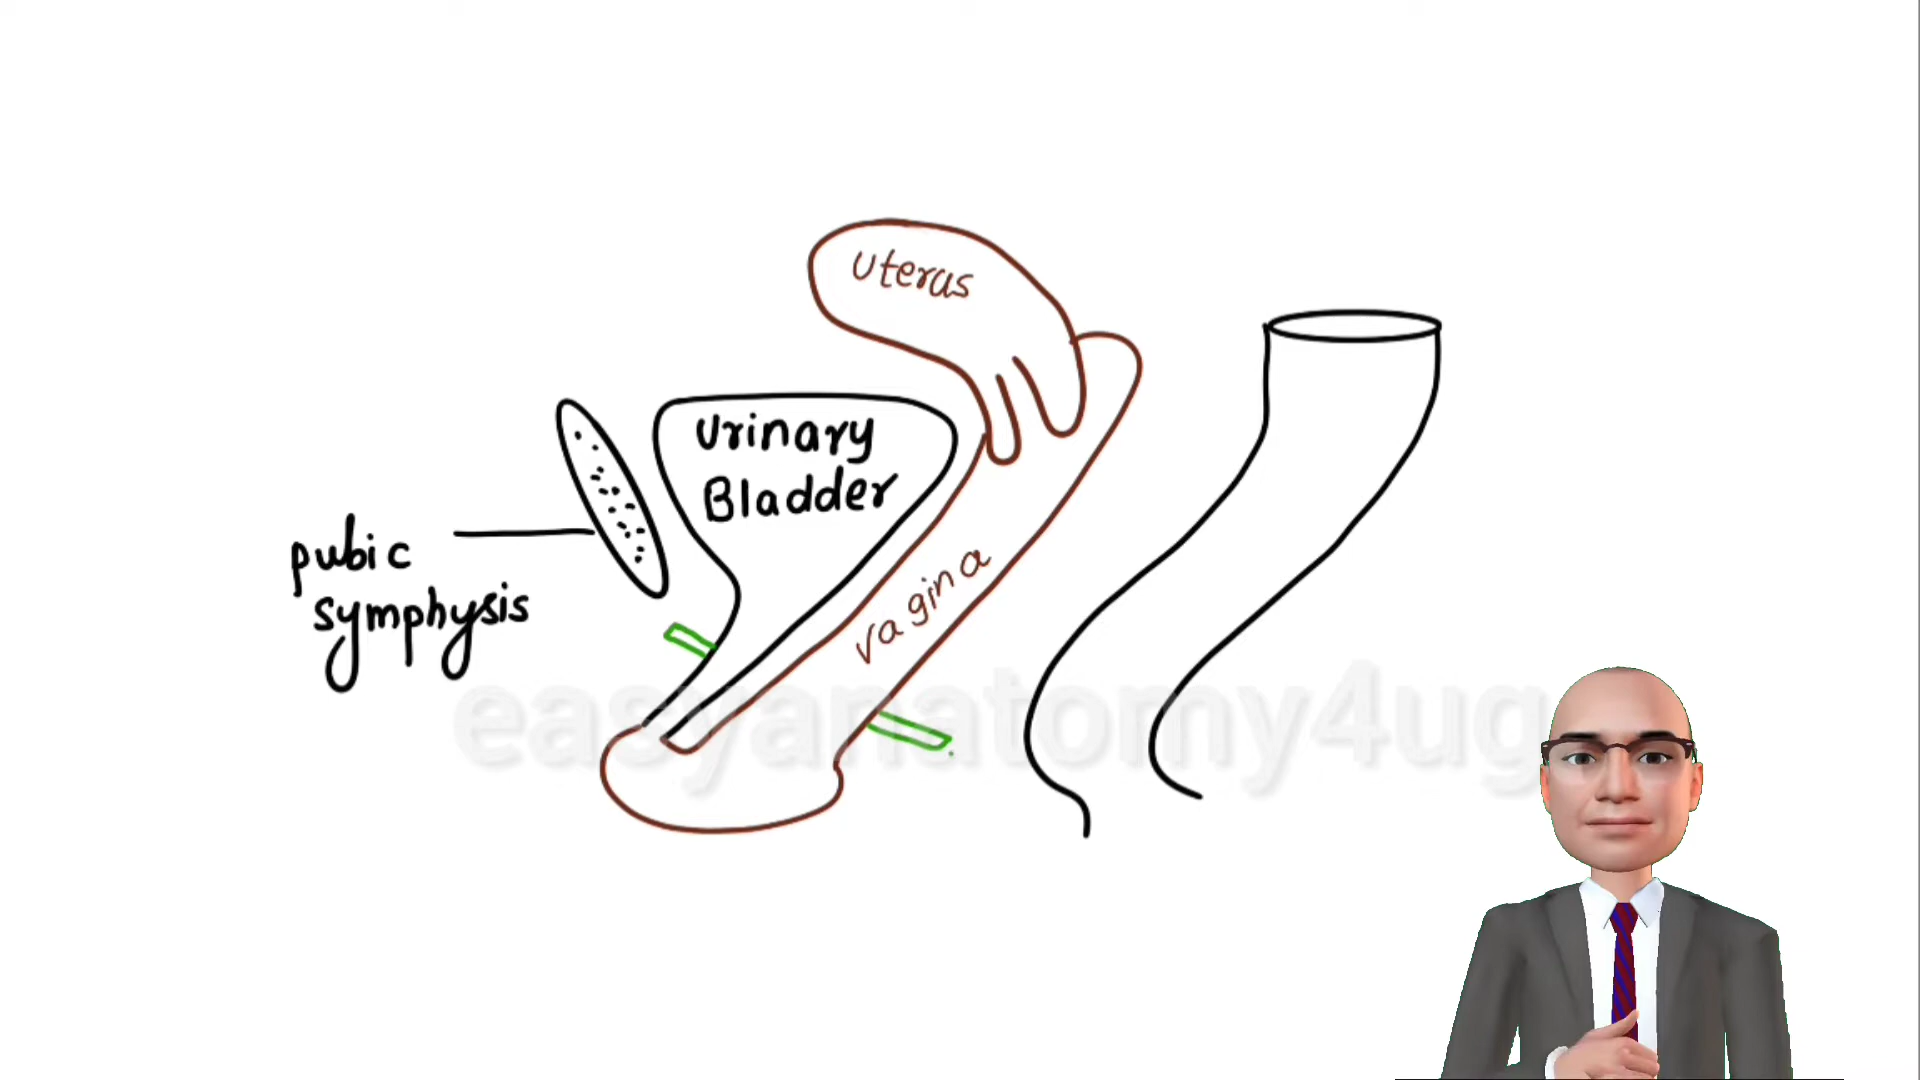 Uterus
Urinary
Bladder
pubic
symphysis
vagina
easyanatomy4ug